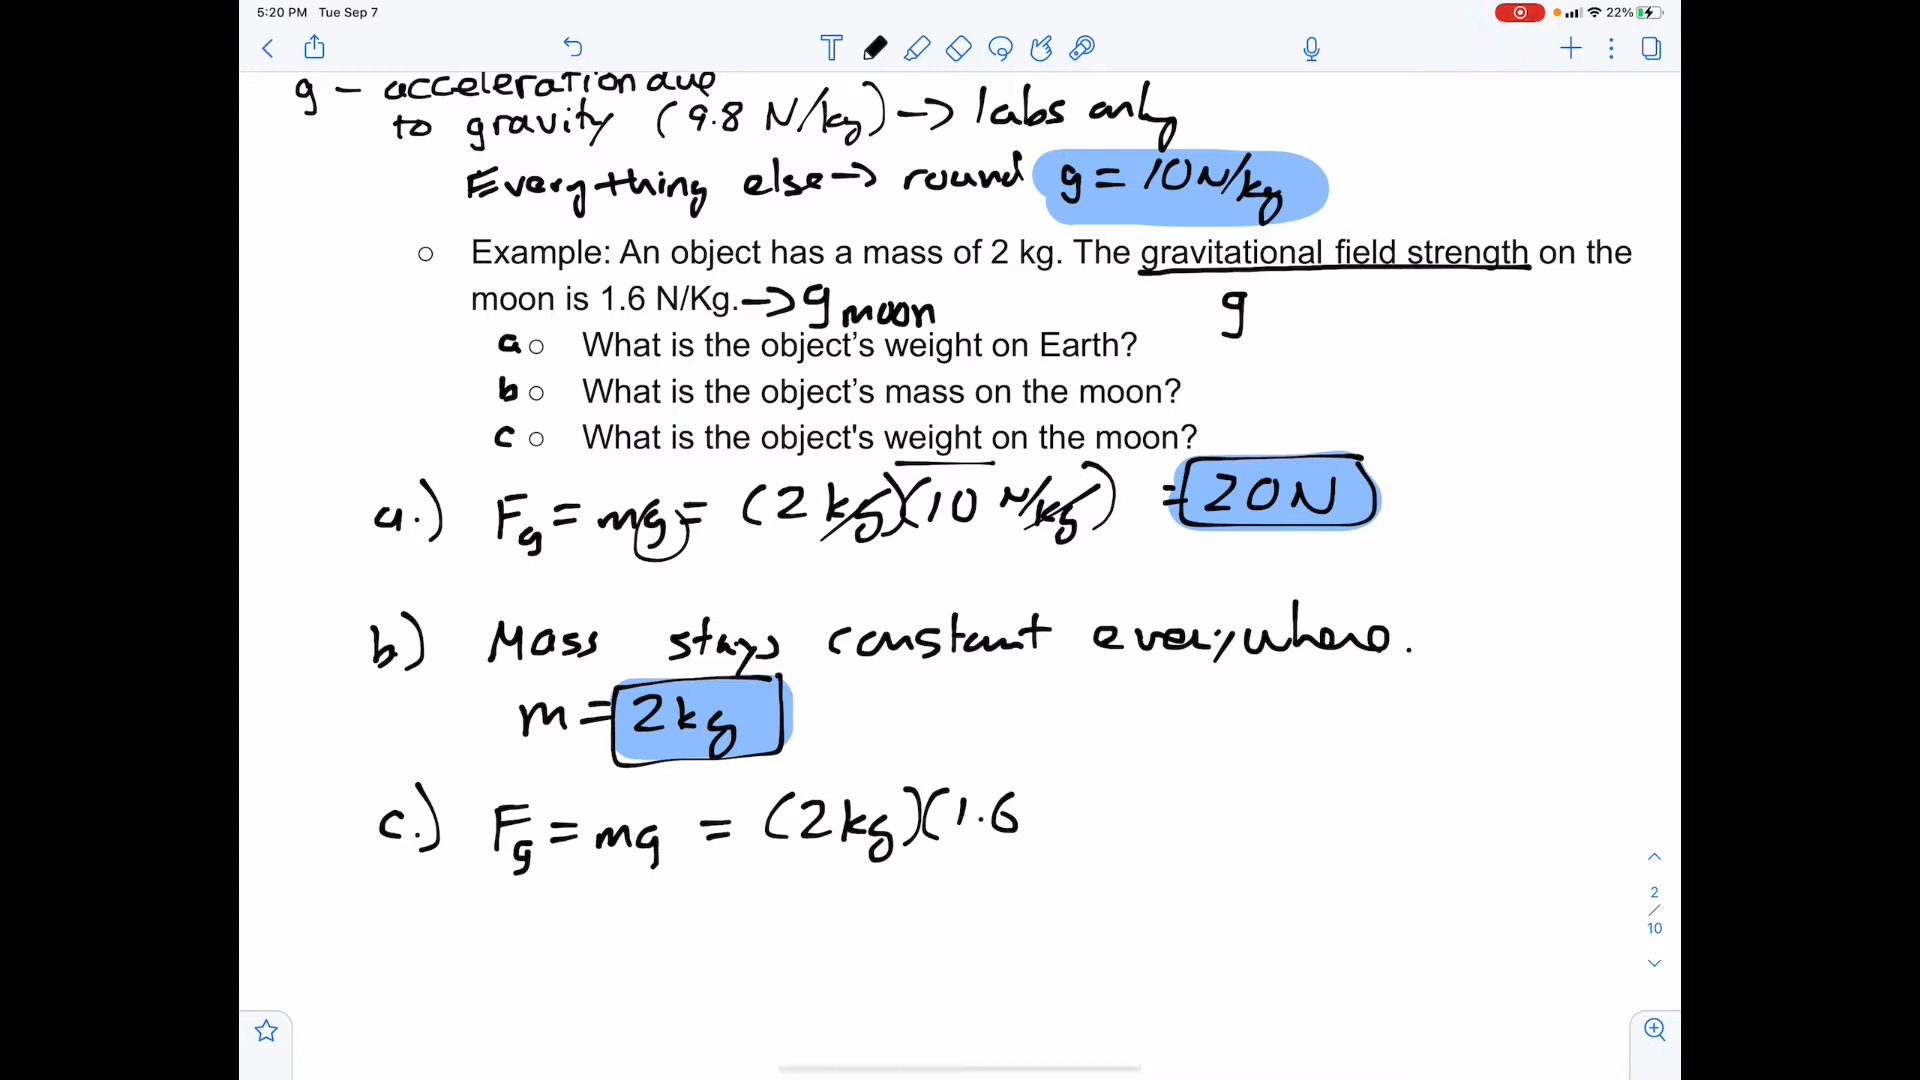 5:20 PM Tue Sep 7
22%
g - acceleration due
to gravity (9.8 N/kg) -> labs only
Everything else -> round g = 10 N/kg
○ Example: An object has a mass of 2 kg. The gravitational field strength on the
moon is 1.6 N/Kg. -> g moon g
a ○ What is the object’s weight on Earth?
b ○ What is the object’s mass on the moon?
c ○ What is the object's weight on the moon?
a.) Fg = mg = (2 kg)(10 N/kg) = 20N
b) Mass stays constant everywhere.
m = 2kg
c.) Fg = mg = (2kg)(1.6
2
/
10